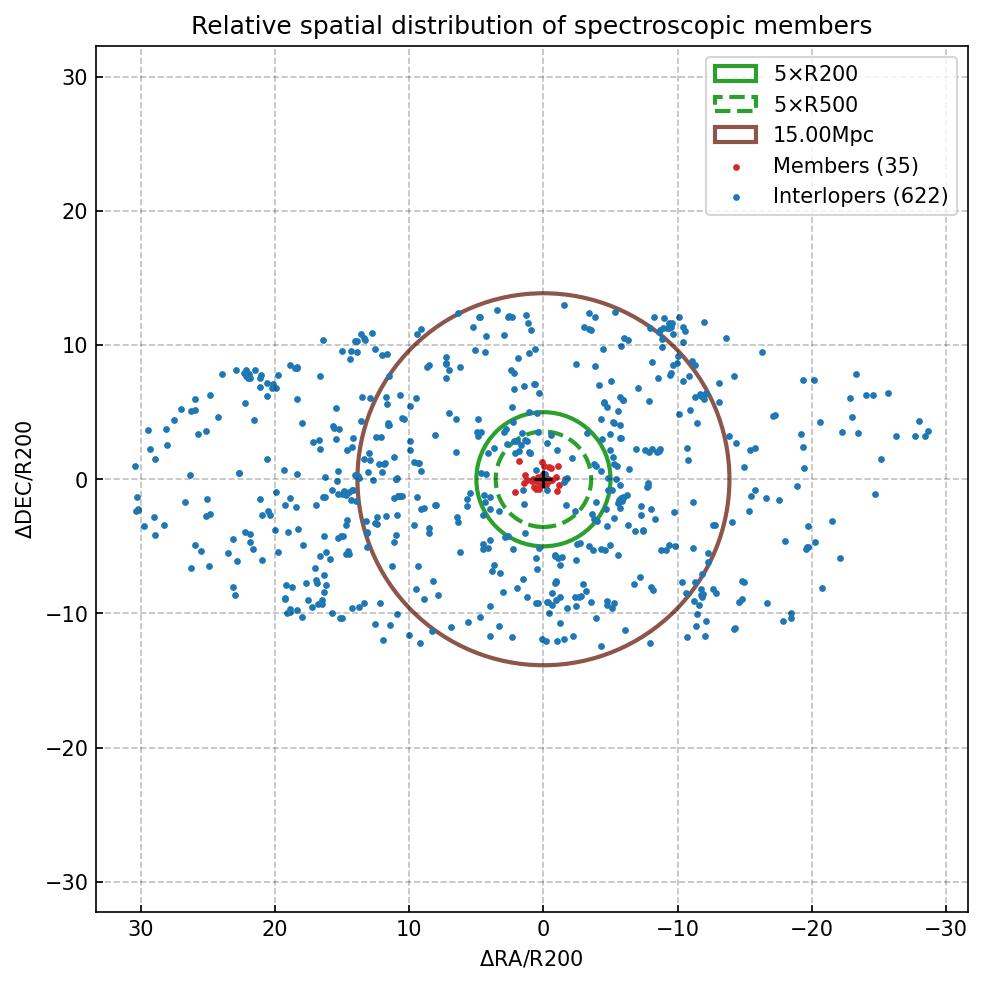 Relative spatial distribution of spectroscopic members
5×R200
5×R500
15.00Mpc
Members (35)
Interlopers (622)
30
20
10
0
−10
−20
−30
ΔDEC/R200
30
20
10
0
−10
−20
−30
ΔRA/R200